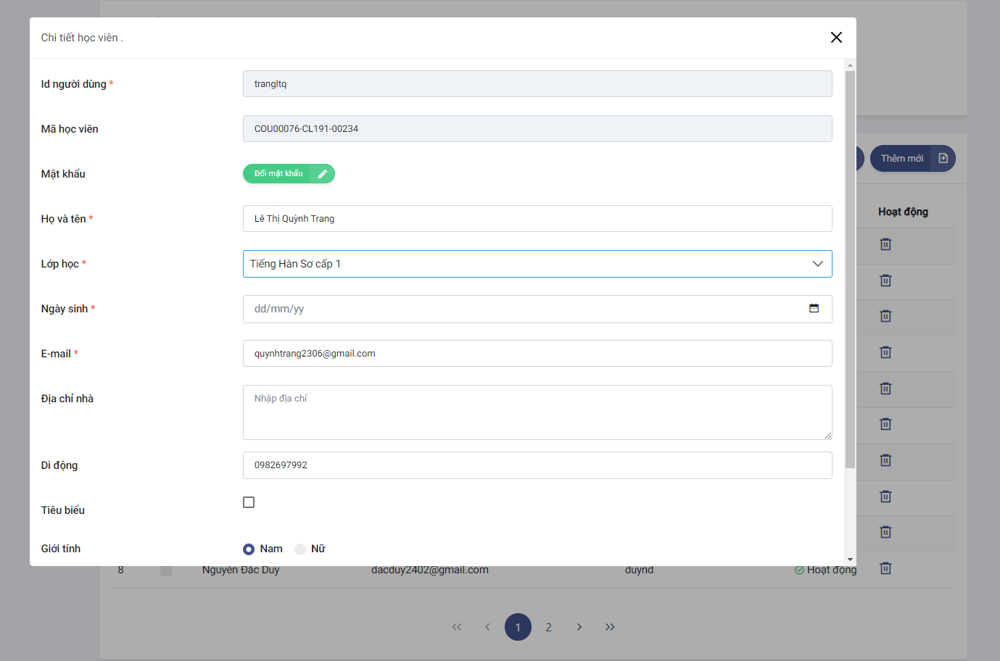 Chi tiết học viên .
Id người dùng *
trangltq
Mã học viên
COU00076-CL191-00234
Mật khẩu
Đổi mật khẩu
Họ và tên *
Lê Thị Quỳnh Trang
Lớp học *
Tiếng Hàn Sơ cấp 1
Ngày sinh *
dd/mm/yy
E-mail *
quynhtrang2306@gmail.com
Địa chỉ nhà
Nhập địa chỉ
Di động
0982697992
Tiêu biểu
Giới tính
Nam Nữ
Thêm mới
Hoạt động
8 Nguyễn Đắc Duy dacduy2402@gmail.com duynd Hoạt động
1 2